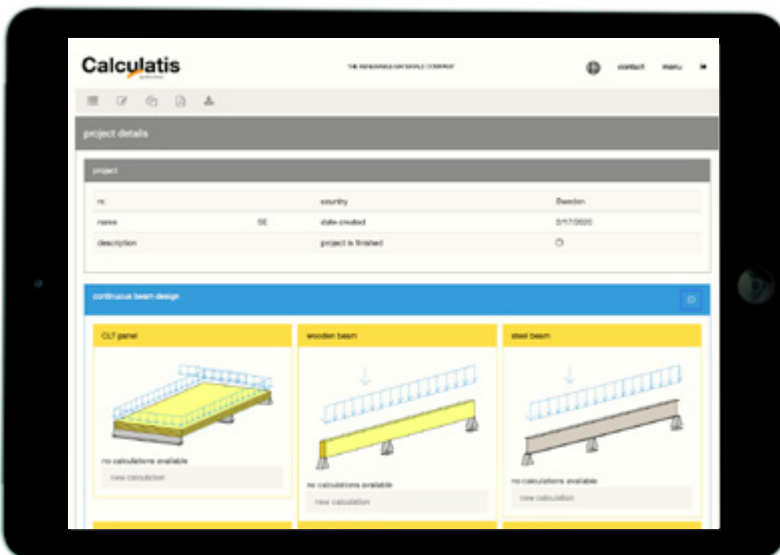 Calculatis
THE RENEWABLE MATERIALS COMPANY
contact menu
project details
project
nr. country Sweden
name SE date created 2/17/2020
description project is finished
continuous beam design
CLT panel wooden beam steel beam
no calculations available
new calculation
no calculations available
new calculation
no calculations available
new calculation